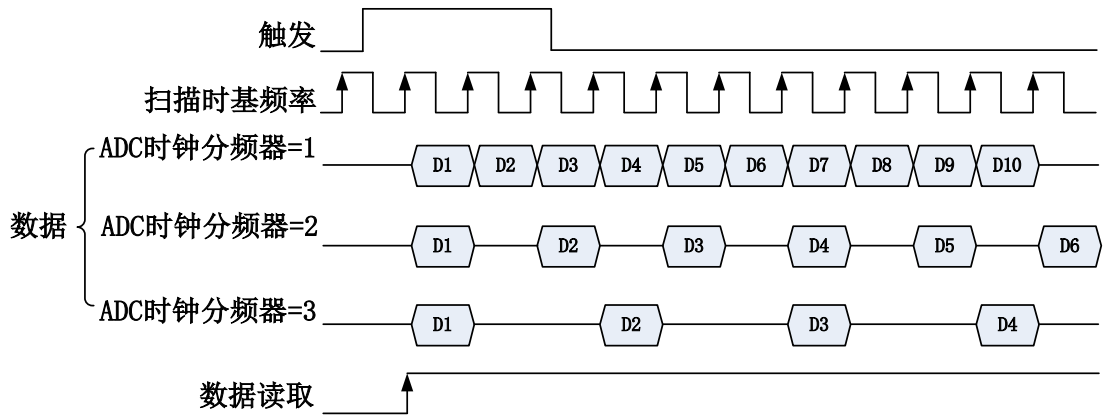 触发
扫描时基频率
ADC时钟分频器=1
D1 D2 D3 D4 D5 D6 D7 D8 D9 D10
数据
ADC时钟分频器=2
D1 D2 D3 D4 D5 D6
ADC时钟分频器=3
D1 D2 D3 D4
数据读取